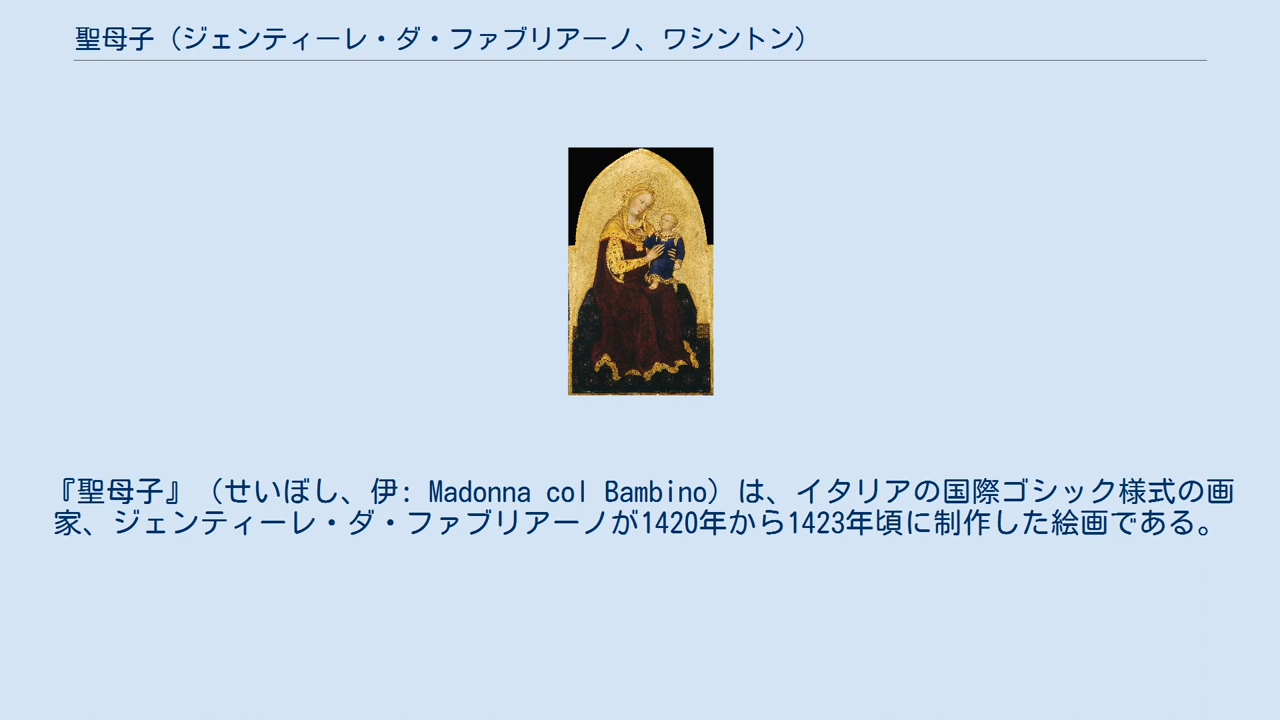 聖母子（ジェンティーレ・ダ・ファブリアーノ、ワシントン）
『聖母子』（せいぼし、伊: Madonna col Bambino）は、イタリアの国際ゴシック様式の画
家、ジェンティーレ・ダ・ファブリアーノが1420年から1423年頃に制作した絵画である。